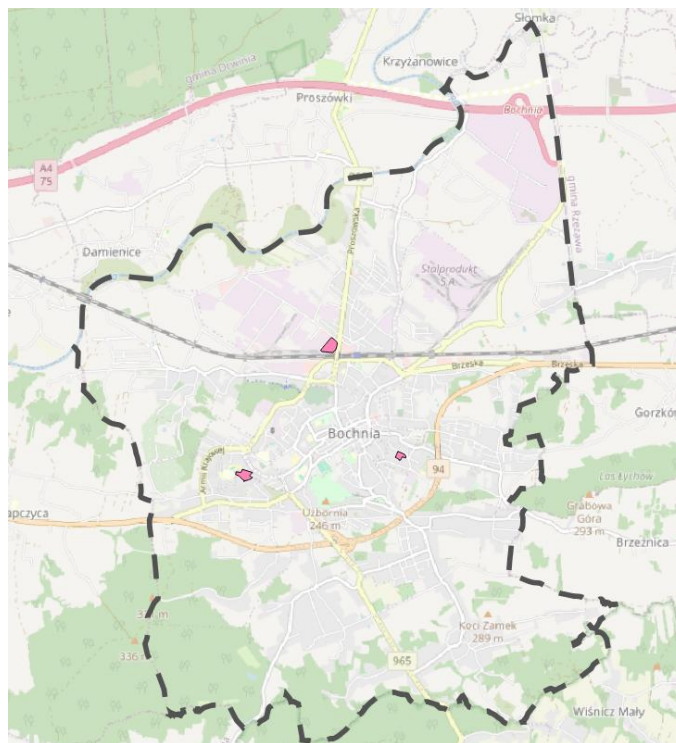 Słomka
Krzyżanowice
gmina Drwinia
Proszówki
Bochnia
A4
75
gmina Rzezawa
Proszowska
Damienice
Stalprodukt
S.A.
Brzeska
Brzeska
Gorzków
Armii Krajowej
Bochnia
94
Las Łychów
Uzbornia
246 m
Grabowa
Góra
293 m
apczyca
Brzeźnica
Koci Zamek
289 m
336 m
965
Wiśnicz Mały